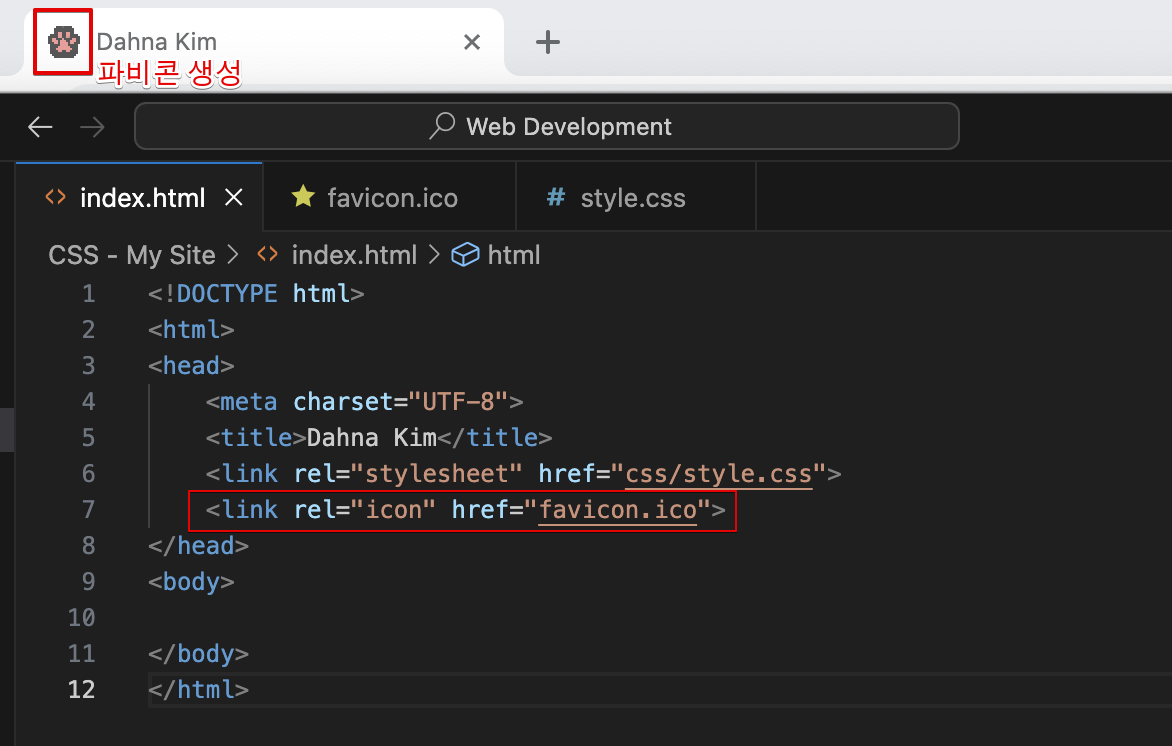 Dahna Kim
파비콘 생성
Web Development
index.html
favicon.ico
# style.css
CSS - My Site > <> index.html > html
1 <!DOCTYPE html>
2 <html>
3 <head>
4 <meta charset="UTF-8">
5 <title>Dahna Kim</title>
6 <link rel="stylesheet" href="css/style.css">
7 <link rel="icon" href="favicon.ico">
8 </head>
9 <body>
10
11 </body>
12 </html>